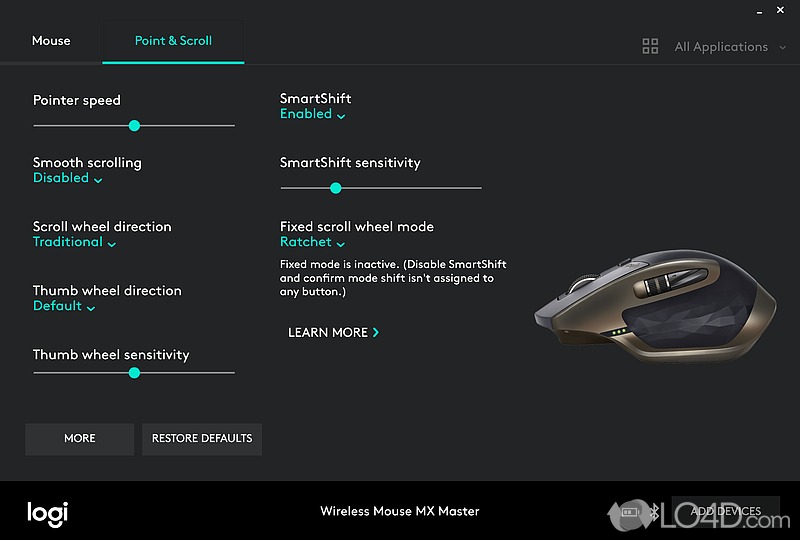 Mouse
Point & Scroll
All Applications
Pointer speed
Smooth scrolling
Disabled
Scroll wheel direction
Traditional
Thumb wheel direction
Default
Thumb wheel sensitivity
SmartShift
Enabled
SmartShift sensitivity
Fixed scroll wheel mode
Ratchet
Fixed mode is inactive. (Disable SmartShift
and confirm mode shift isn't assigned to
any button.)
LEARN MORE
MORE
RESTORE DEFAULTS
logi
Wireless Mouse MX Master
ADD DEVICES
LO4D.com